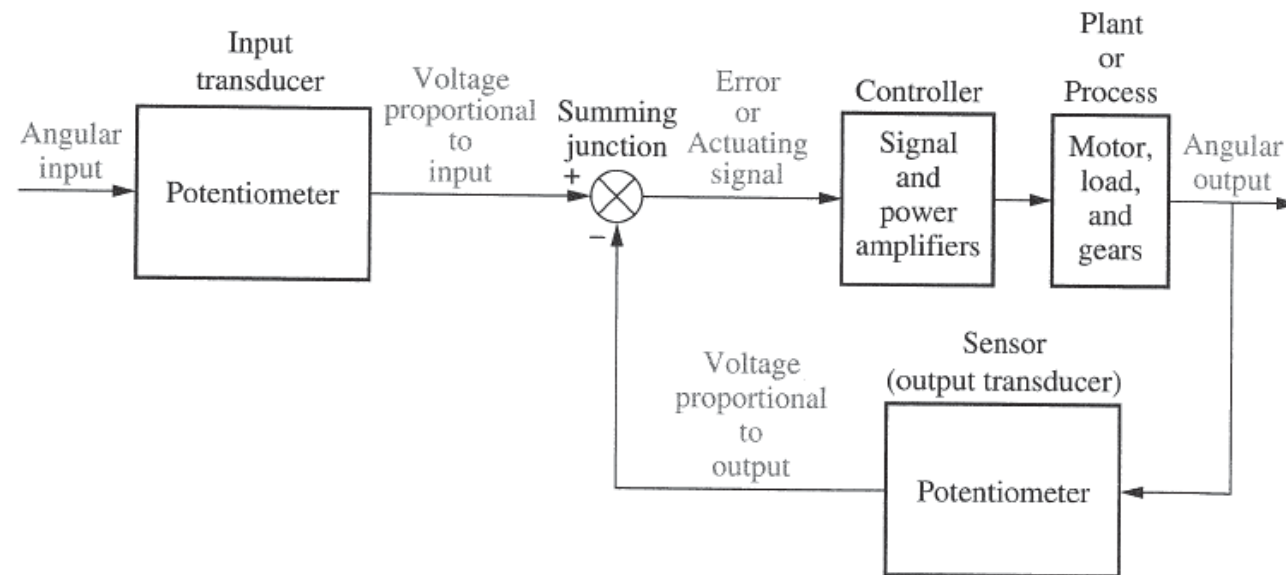 Input
transducer
Angular
input
Potentiometer
Voltage
proportional
to
input
Summing
junction
+
−
Error
or
Actuating
signal
Controller
Signal
and
power
amplifiers
Plant
or
Process
Motor,
load,
and
gears
Angular
output
Voltage
proportional
to
output
Sensor
(output transducer)
Potentiometer